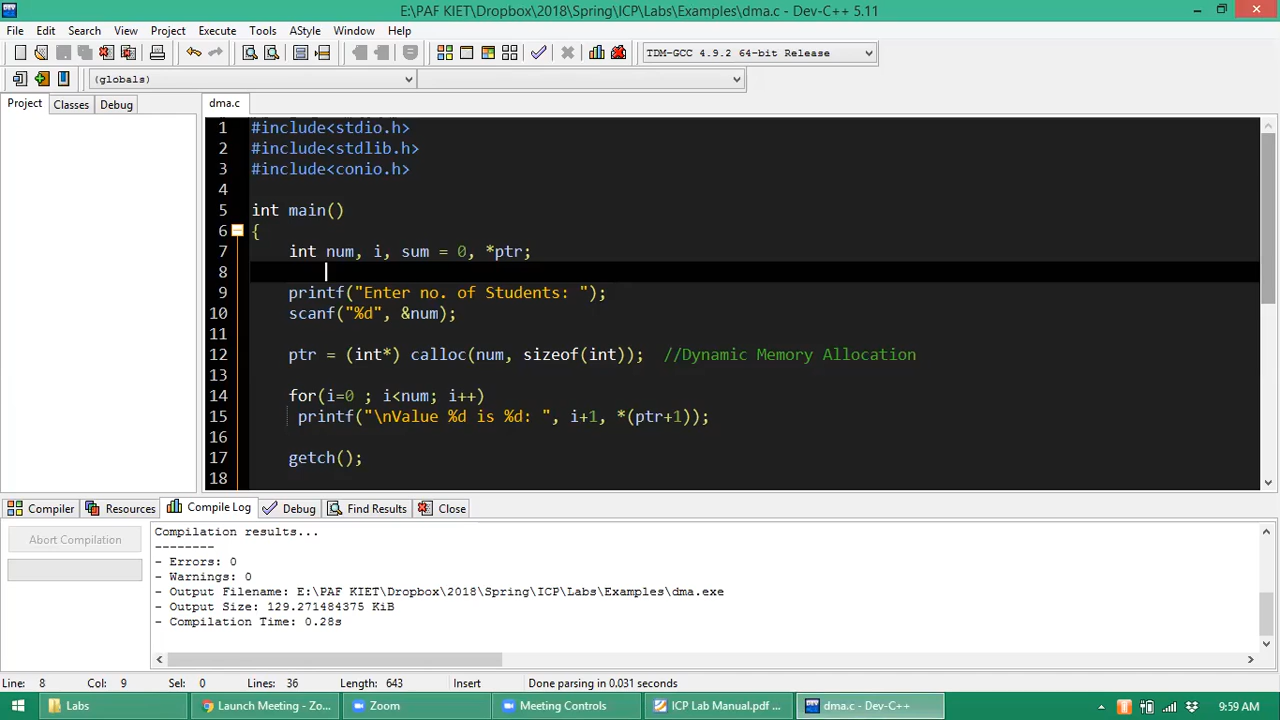 E:\PAF KIET\Dropbox\2018\Spring\ICP\Labs\Examples\dma.c - Dev-C++ 5.11
File Edit Search View Project Execute Tools AStyle Window Help
TDM-GCC 4.9.2 64-bit Release
(globals)
Project Classes Debug dma.c
1 #include<stdio.h>
2 #include<stdlib.h>
3 #include<conio.h>
4
5 int main()
6 {
7 int num, i, sum = 0, *ptr;
8
9 printf("Enter no. of Students: ");
10 scanf("%d", &num);
11
12 ptr = (int*) calloc(num, sizeof(int)); //Dynamic Memory Allocation
14 for(i=0 ; i<num; i++)
15 printf("\nValue %d is %d: ", i+1, *(ptr+1));
16
17 getch();
18
Compiler Resources Compile Log Debug Find Results Close
Abort Compilation
Compilation results...
--------
- Errors: 0
- Warnings: 0
- Output Filename: E:\PAF KIET\Dropbox\2018\Spring\ICP\Labs\Examples\dma.exe
- Output Size: 129.271484375 KiB
- Compilation Time: 0.28s
Line: 8 Col: 9 Sel: 0 Lines: 36 Length: 643 Insert Done parsing in 0.031 seconds
Labs Launch Meeting - Zo... Zoom Meeting Controls ICP Lab Manual.pdf ... dma.c - Dev-C++ 9:59 AM